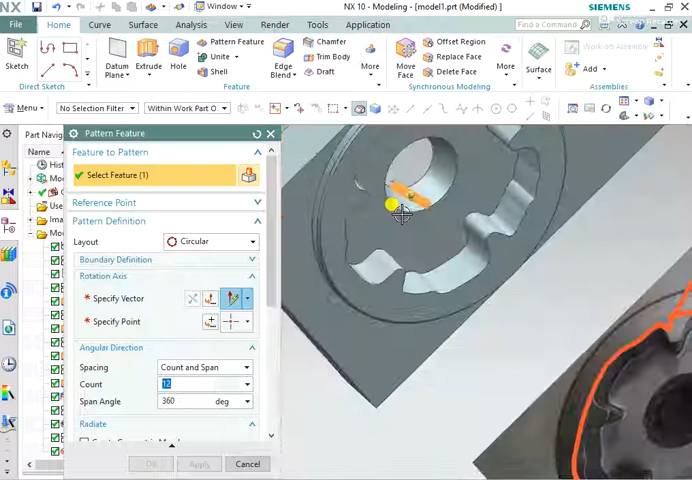 NX
Window
NX 10 - Modeling - [model1.prt (Modified) ]
SIEMENS
File
Home
Curve
Surface
Analysis
View
Render
Tools
Application
Find a Command
Sketch
Direct Sketch
Datum Plane
Extrude
Hole
Pattern Feature
Unite
Shell
Chamfer
Trim Body
Draft
Edge Blend
More
Feature
Move Face
Offset Region
Replace Face
Delete Face
More
Synchronous Modeling
Surface
Work on Assembly
Add
Assemblies
Menu
No Selection Filter
Within Work Part O
Part Navig
Name
Pattern Feature
Feature to Pattern
Select Feature (1)
Reference Point
Pattern Definition
Layout
Circular
Boundary Definition
Rotation Axis
* Specify Vector
* Specify Point
Angular Direction
Spacing
Count and Span
Count
12
Span Angle
360
deg
Radiate
OK
Apply
Cancel